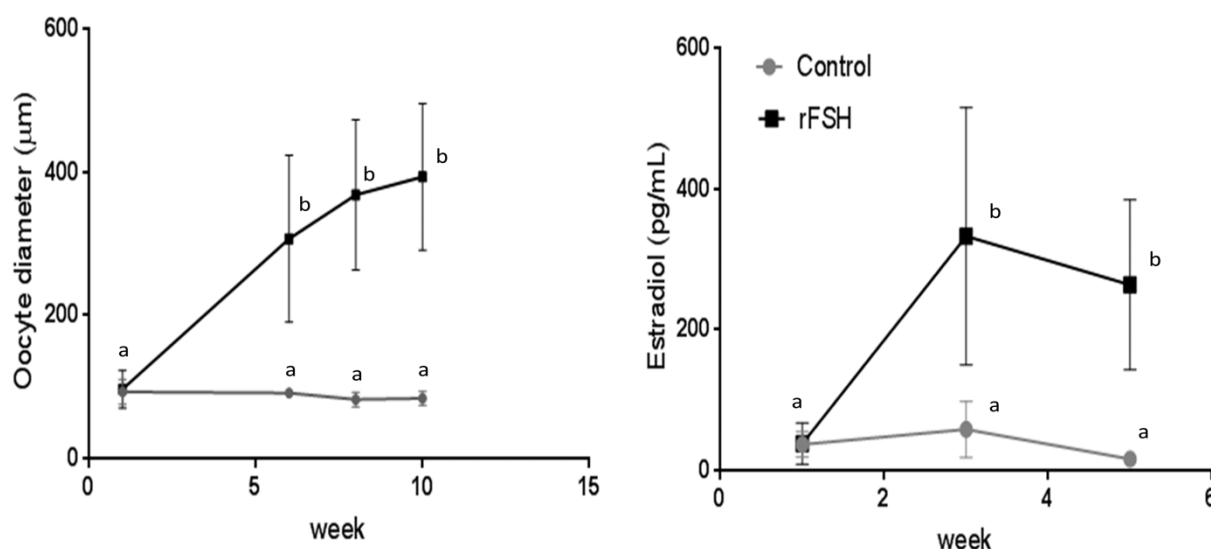 600
400
200
0
0
5
10
15
Oocyte diameter (μm)
week
a
b
b
b
a
a
a
600
400
200
0
0
2
4
6
Estradiol (pg/mL)
week
Control
rFSH
a
b
b
a
a